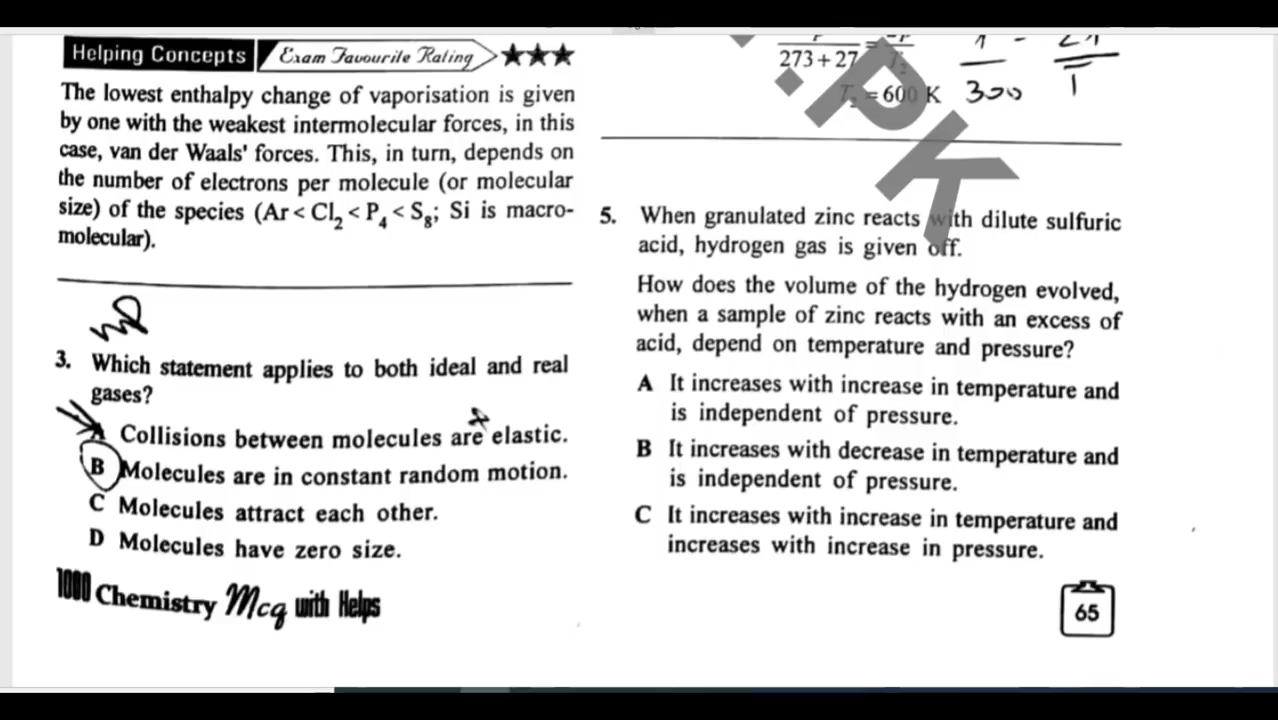 Helping Concepts Exam Favourite Rating
The lowest enthalpy change of vaporisation is given
by one with the weakest intermolecular forces, in this
case, van der Waals' forces. This, in turn, depends on
the number of electrons per molecule (or molecular
size) of the species (Ar < Cl₂ < P₄ < S₈; Si is macro-
molecular).
3. Which statement applies to both ideal and real
gases?
A Collisions between molecules are elastic.
B Molecules are in constant random motion.
C Molecules attract each other.
D Molecules have zero size.
1000 Chemistry Mcq with Helps
273 + 27 = T₂
T₂ = 600 K
300 T
.PK
5. When granulated zinc reacts with dilute sulfuric
acid, hydrogen gas is given off.
How does the volume of the hydrogen evolved,
when a sample of zinc reacts with an excess of
acid, depend on temperature and pressure?
A It increases with increase in temperature and
is independent of pressure.
B It increases with decrease in temperature and
is independent of pressure.
C It increases with increase in temperature and
increases with increase in pressure.
65